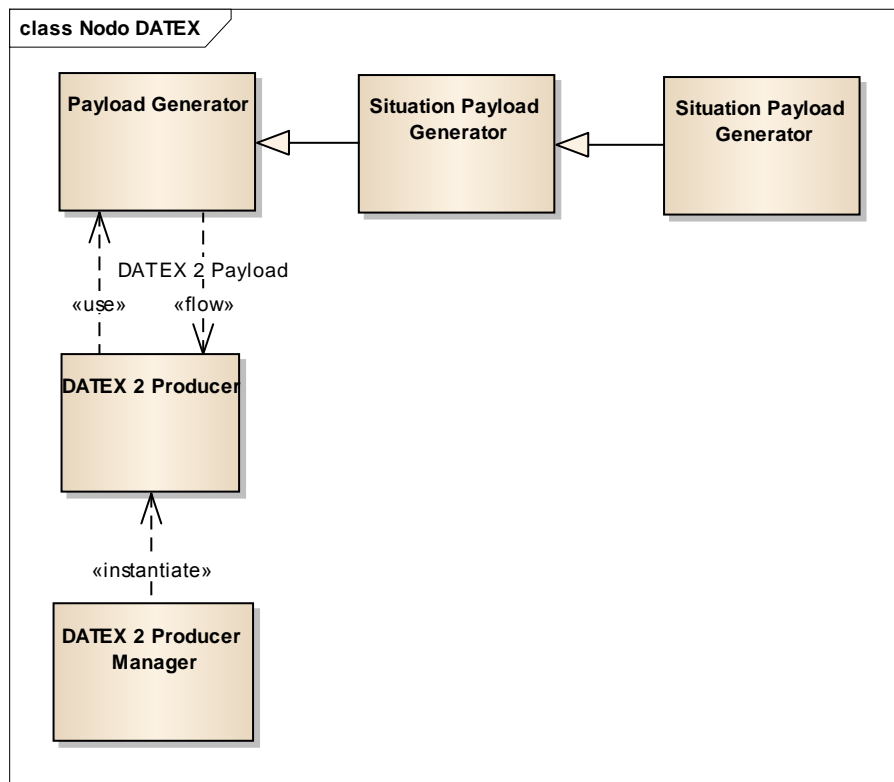 class Nodo DATEX
Payload Generator
Situation Payload
Generator
Situation Payload
Generator
DATEX 2 Payload
«use»
«flow»
DATEX 2 Producer
«instantiate»
DATEX 2 Producer
Manager